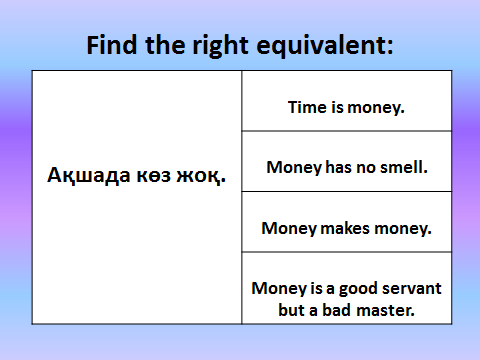 Find the right equivalent:
Ақшада көз жоқ.
Time is money.
Money has no smell.
Money makes money.
Money is a good servant
but a bad master.